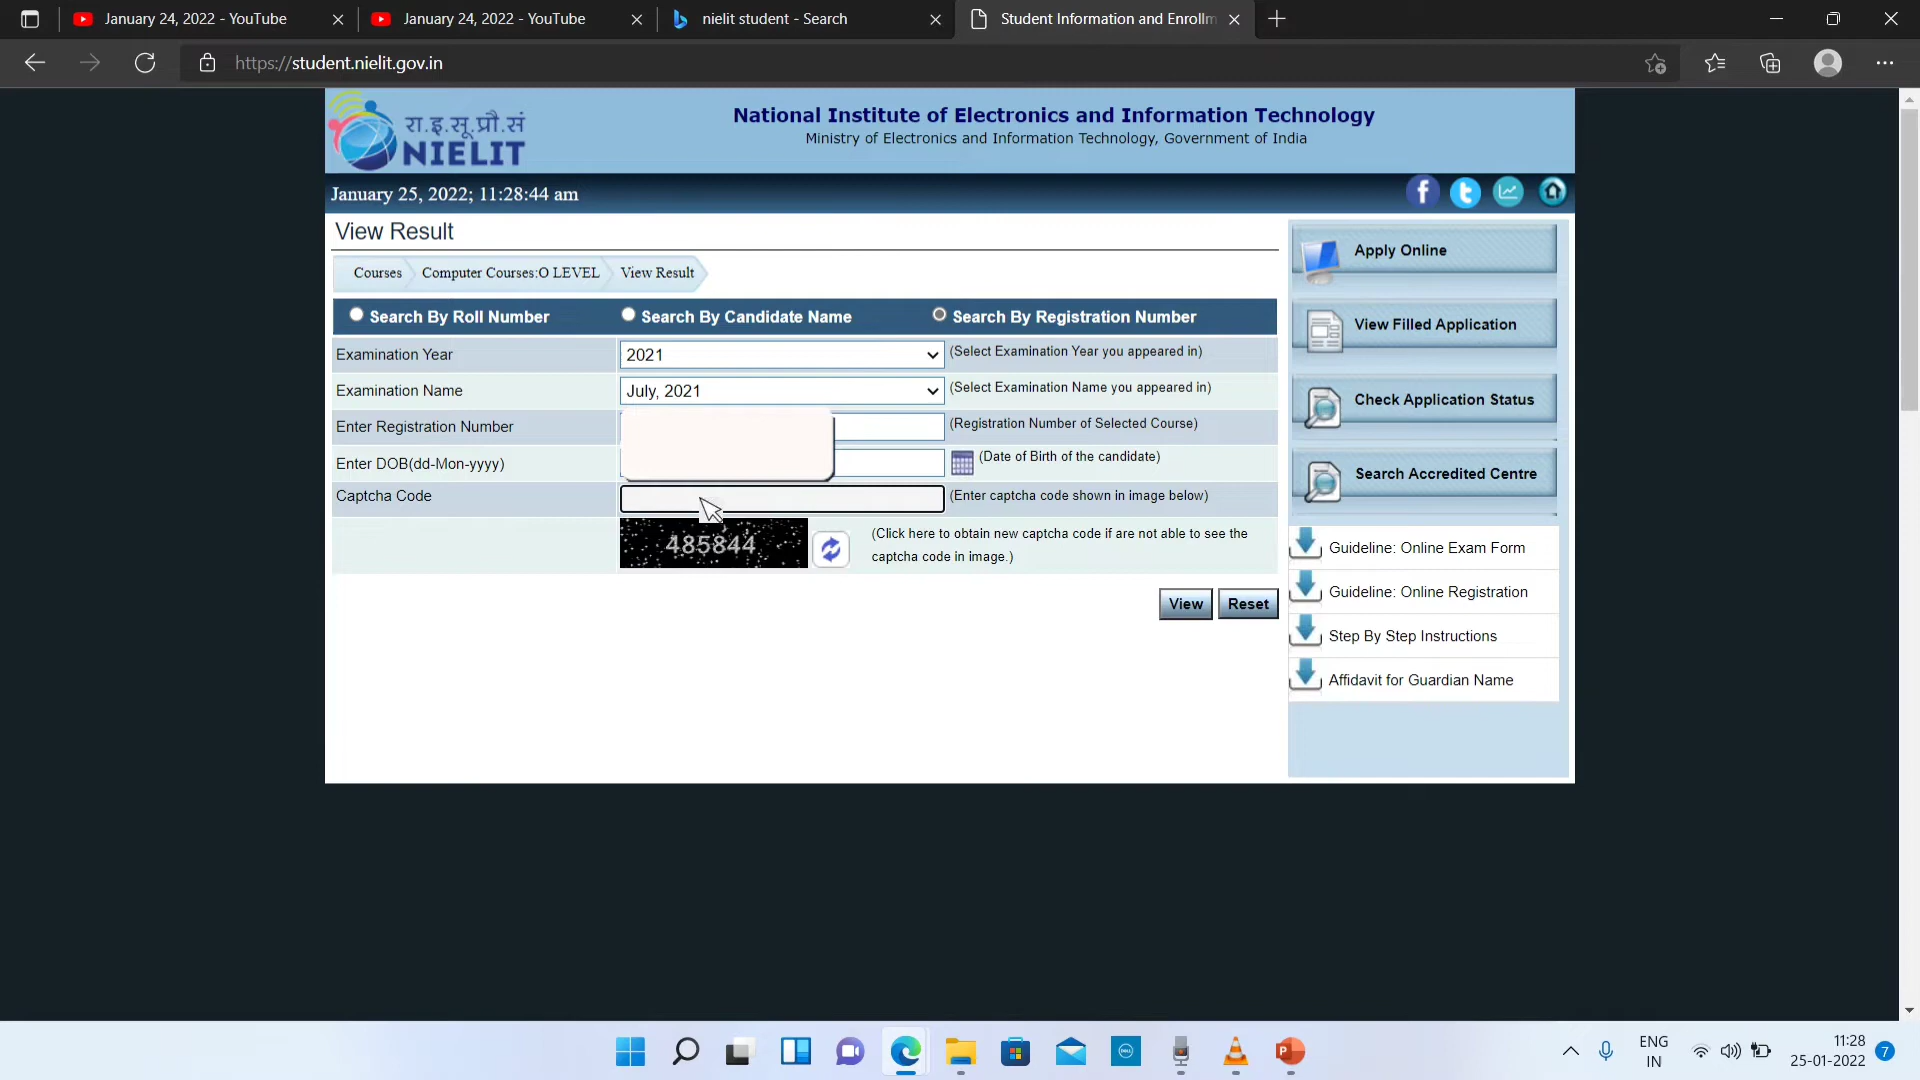 January 24, 2022 - YouTube
January 24, 2022 - YouTube
nielit student - Search
Student Information and Enrollm
https://student.nielit.gov.in
रा.इ.सू.प्रौ.सं
NIELIT
National Institute of Electronics and Information Technology
Ministry of Electronics and Information Technology, Government of India
January 25, 2022; 11:28:44 am
View Result
Courses
Computer Courses:O LEVEL
View Result
Search By Roll Number
Search By Candidate Name
Search By Registration Number
Examination Year
2021
(Select Examination Year you appeared in)
Examination Name
July, 2021
(Select Examination Name you appeared in)
Enter Registration Number
(Registration Number of Selected Course)
Enter DOB(dd-Mon-yyyy)
(Date of Birth of the candidate)
Captcha Code
(Enter captcha code shown in image below)
485844
(Click here to obtain new captcha code if are not able to see the
captcha code in image.)
View
Reset
Apply Online
View Filled Application
Check Application Status
Search Accredited Centre
Guideline: Online Exam Form
Guideline: Online Registration
Step By Step Instructions
Affidavit for Guardian Name
ENG
IN
11:28
25-01-2022
7